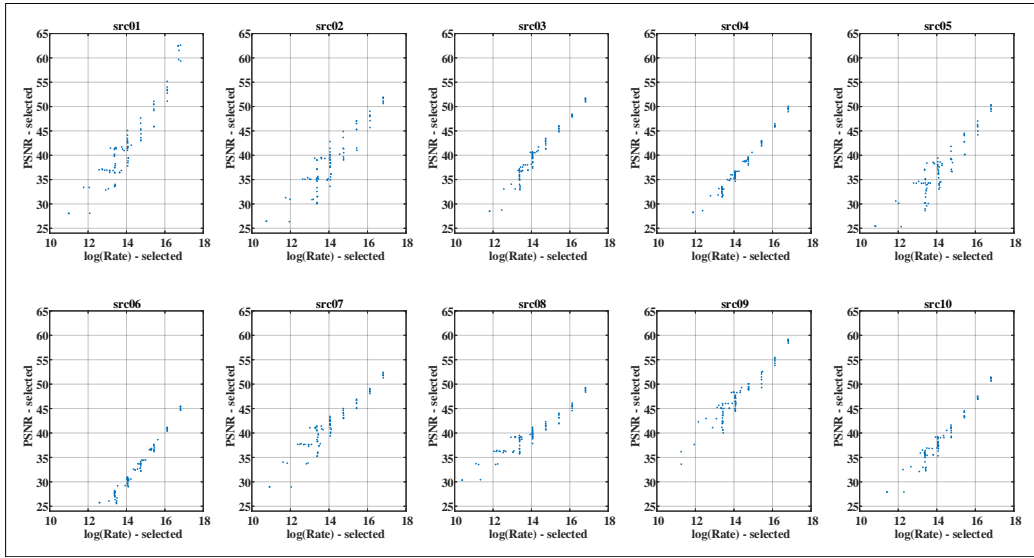 src01 src02 src03 src04 src05
65 65 65 65 65
60 60 60 60 60
55 55 55 55 55
50 50 50 50 50
45 45 45 45 45
40 40 40 40 40
35 35 35 35 35
30 30 30 30 30
25 25 25 25 25
PSNR - selected PSNR - selected PSNR - selected PSNR - selected PSNR - selected
10 12 14 16 18 10 12 14 16 18 10 12 14 16 18 10 12 14 16 18 10 12 14 16 18
log(Rate) - selected log(Rate) - selected log(Rate) - selected log(Rate) - selected log(Rate) - selected
src06 src07 src08 src09 src10
65 65 65 65 65
60 60 60 60 60
55 55 55 55 55
50 50 50 50 50
45 45 45 45 45
40 40 40 40 40
35 35 35 35 35
30 30 30 30 30
25 25 25 25 25
PSNR - selected PSNR - selected PSNR - selected PSNR - selected PSNR - selected
10 12 14 16 18 10 12 14 16 18 10 12 14 16 18 10 12 14 16 18 10 12 14 16 18
log(Rate) - selected log(Rate) - selected log(Rate) - selected log(Rate) - selected log(Rate) - selected